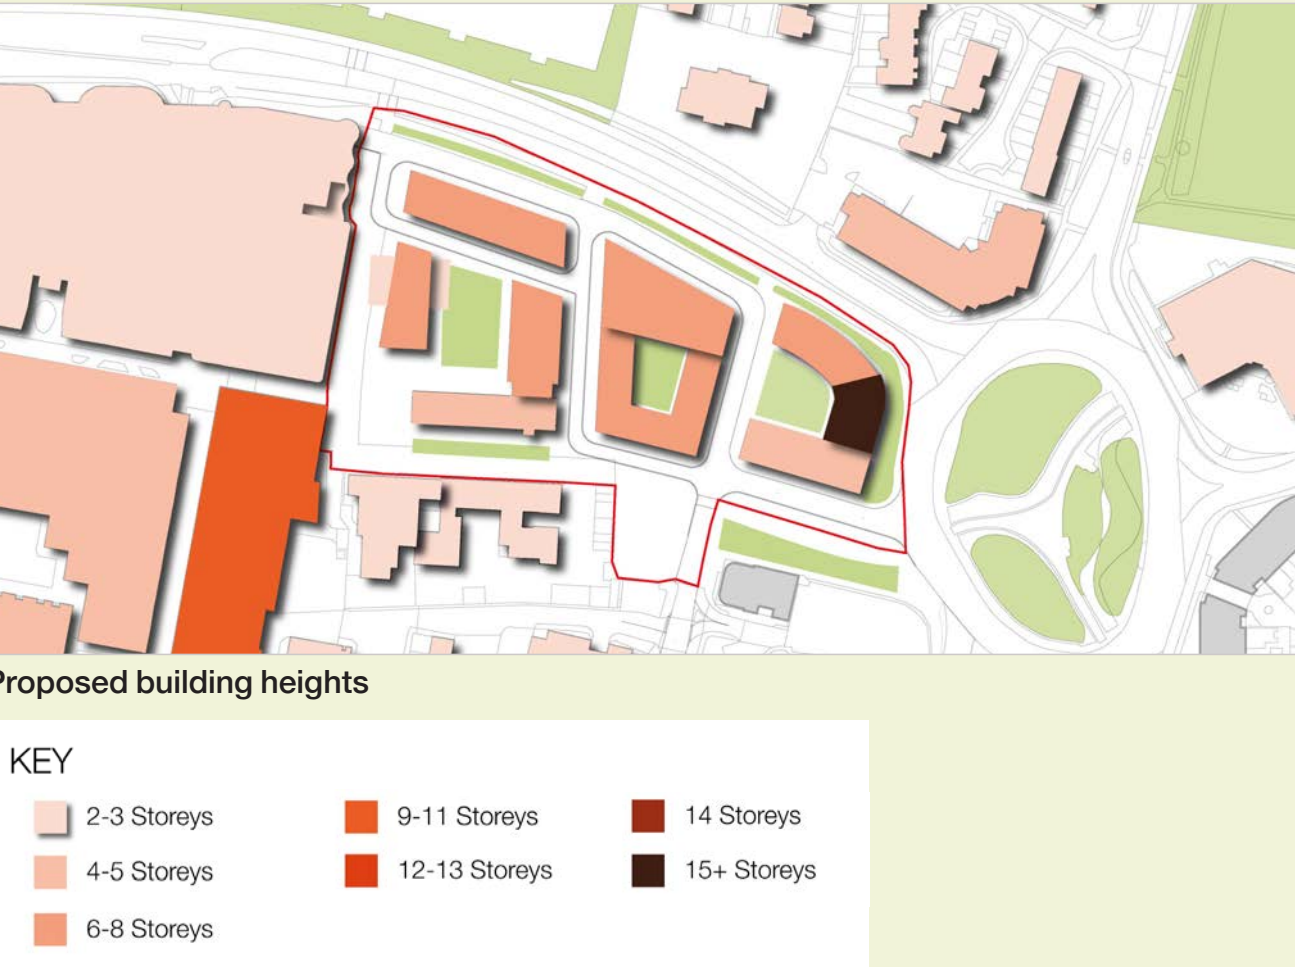 Proposed building heights
KEY
2-3 Storeys
4-5 Storeys
6-8 Storeys
9-11 Storeys
12-13 Storeys
14 Storeys
15+ Storeys